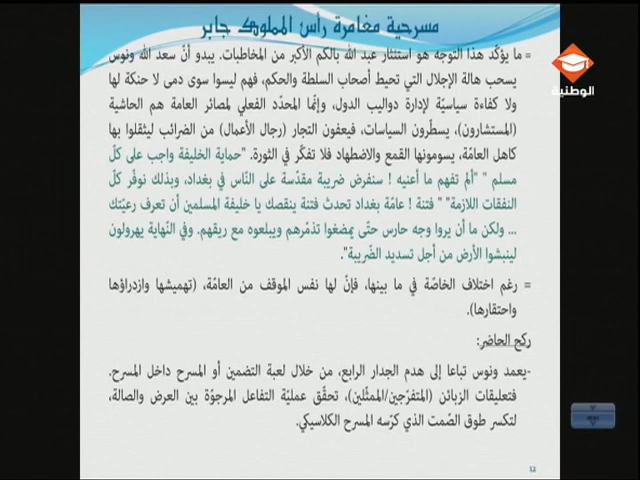 مسرحية مغامرة رأس المملوك جابر
= ما يؤكّد هذا التوجه هو استئثار عبد الله بالكم الأكبر من المخاطبات. يبدو أنّ سعد الله ونوس
يسحب هالة الإجلال التي تحيط أصحاب السلطة والحكم، فهم ليسوا سوى دمى لا حنكة لها
ولا كفاءة سياسيّة لإدارة دواليب الدول، وإنّما المحدّد الفعلي لمصائر العامة هم الحاشية
(المستشارون)، يسطّرون السياسات، فيعفون التجار (رجال الأعمال) من الضرائب ليثقلوا بها
كاهل العامّة، يسومونها القمع والاضطهاد فلا تفكّر في الثورة. "حماية الخليفة واجب على كلّ
مسلم " "ألم تفهم ما أعنيه ! سنفرض ضريبة مقدّسة على النّاس في بغداد، وبذلك نوفّر كلّ
النفقات اللازمة" " فتنة ! عامّة بغداد تحدث فتنة ينقصك يا خليفة المسلمين أن تعرف رعيّتك
... ولكن ما أن يروا وجه حارس حتّى يمضغوا تذمّرهم ويبلعوه مع ريقهم. وفي النّهاية يهرولون
لينبشوا الأرض من أجل تسديد الضّريبة".
= رغم اختلاف الخاصّة في ما بينها، فإنّ لها نفس الموقف من العامّة، (تهميشها وازدراؤها
واحتقارها).
ركح الحاضر:
-يعمد ونوس تباعا إلى هدم الجدار الرابع، من خلال لعبة التضمين أو المسرح داخل المسرح.
فتعليقات الزبائن (المتفرّجين/الممثّلين)، تحقّق عمليّة التفاعل المرجوّة بين العرض والصالة،
لتكسر طوق الصّمت الذي كرّسه المسرح الكلاسيكي.
12
الوطنية